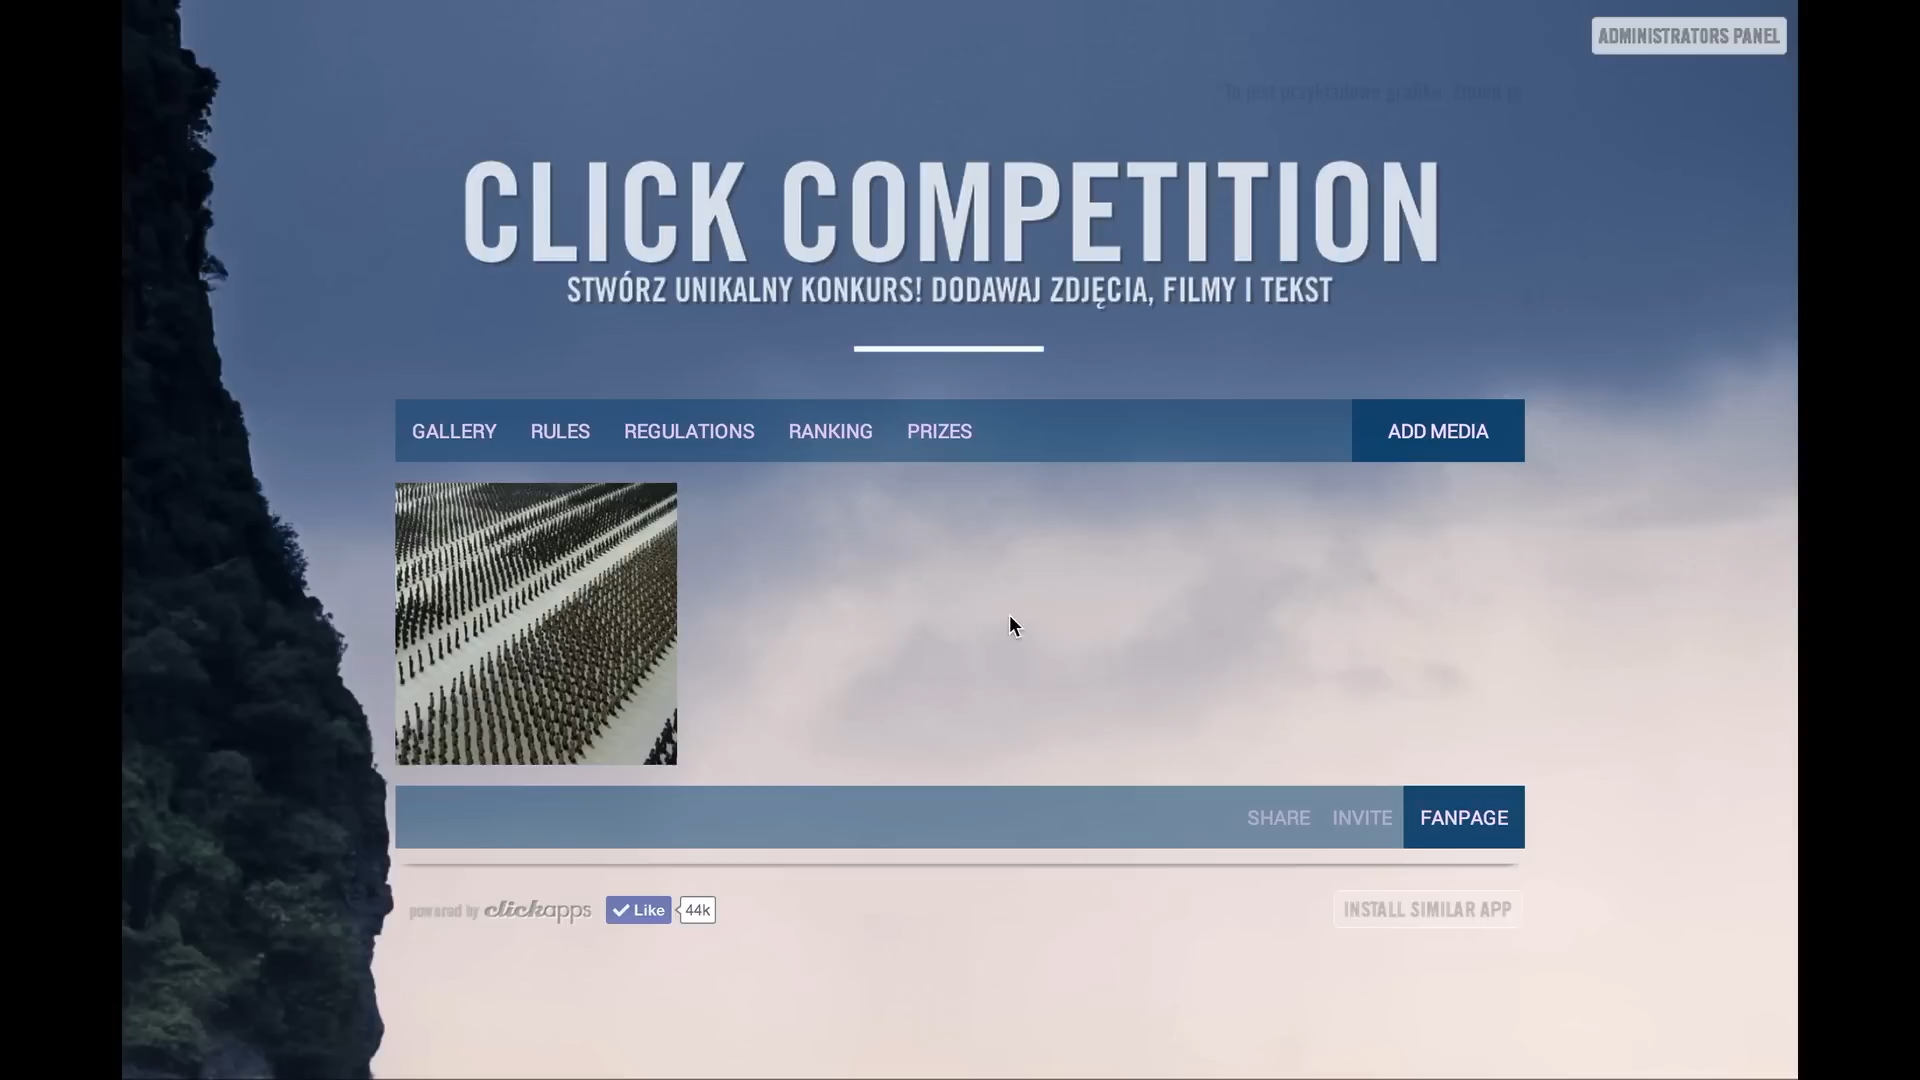 ADMINISTRATORS PANEL
CLICK COMPETITION
STWÓRZ UNIKALNY KONKURS! DODAWAJ ZDJĘCIA, FILMY I TEKST
GALLERY RULES REGULATIONS RANKING PRIZES ADD MEDIA
SHARE INVITE FANPAGE
powered by clickapps Like 44k INSTALL SIMILAR APP